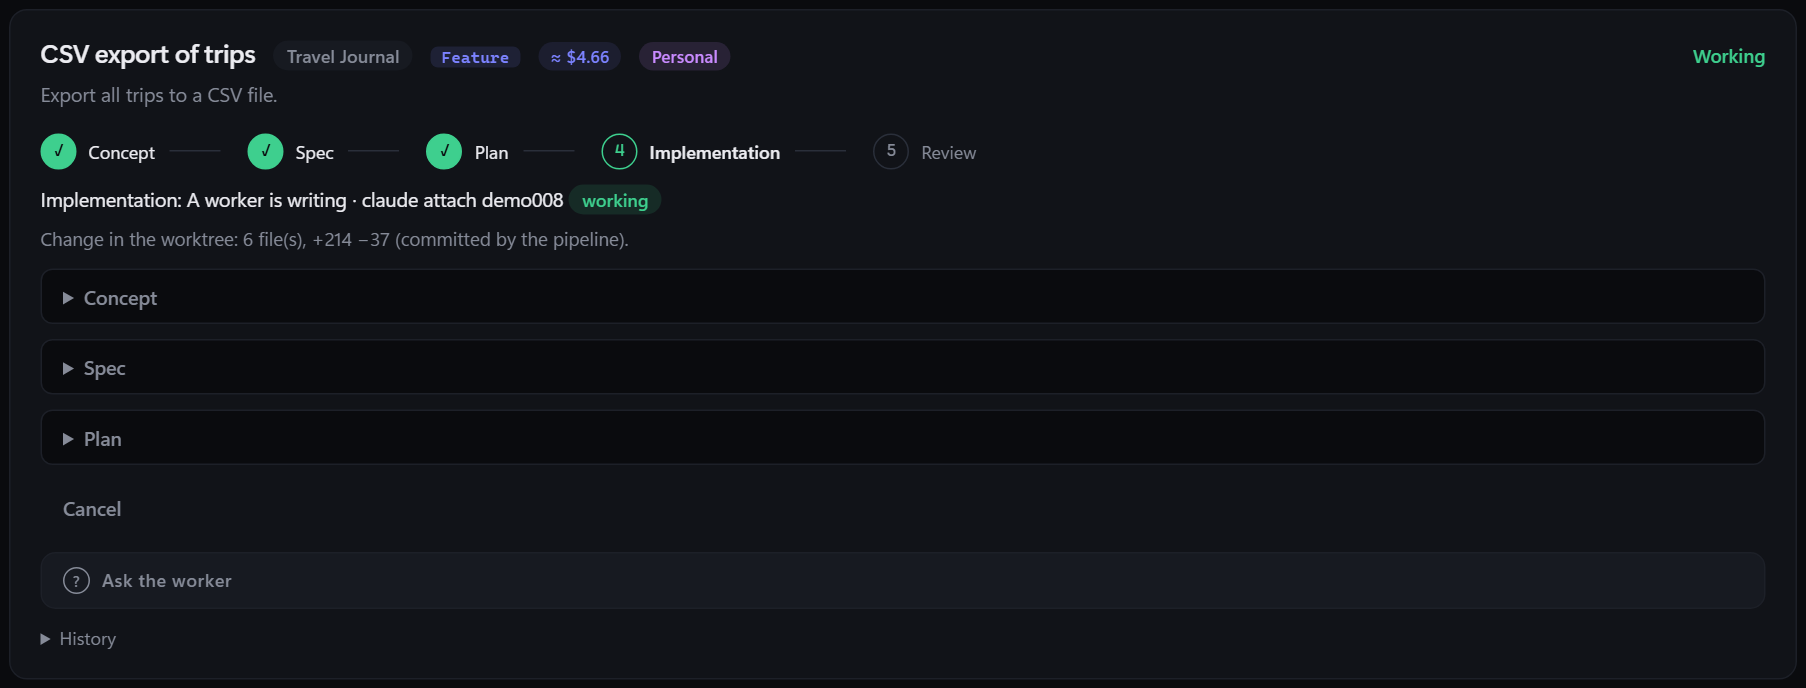 CSV export of trips Travel Journal Feature ≈ $4.66 Personal Working
Export all trips to a CSV file.
✓ Concept ✓ Spec ✓ Plan 4 Implementation 5 Review
Implementation: A worker is writing · claude attach demo008 working
Change in the worktree: 6 file(s), +214 −37 (committed by the pipeline).
▶ Concept
▶ Spec
▶ Plan
Cancel
? Ask the worker
▶ History